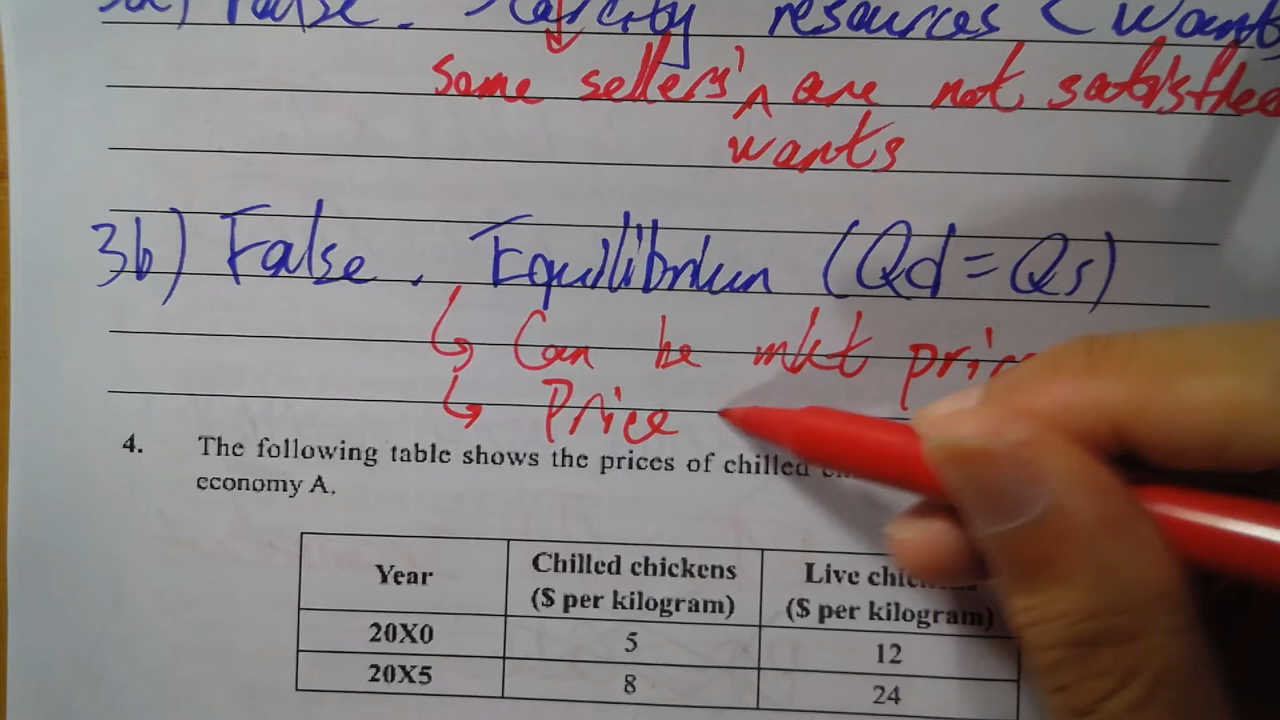 False. Scarcity resources < wants
some sellers' ^ are not satisfied
wants
3b) False. Equilibrium (Qd = Qs)
↳ Can be mkt
↳ Price
4. The following table shows the prices of chilled
economy A.
Year Chilled chickens ($ per kilogram) Live ($ per kilogram)
20X0 5 12
20X5 8 24